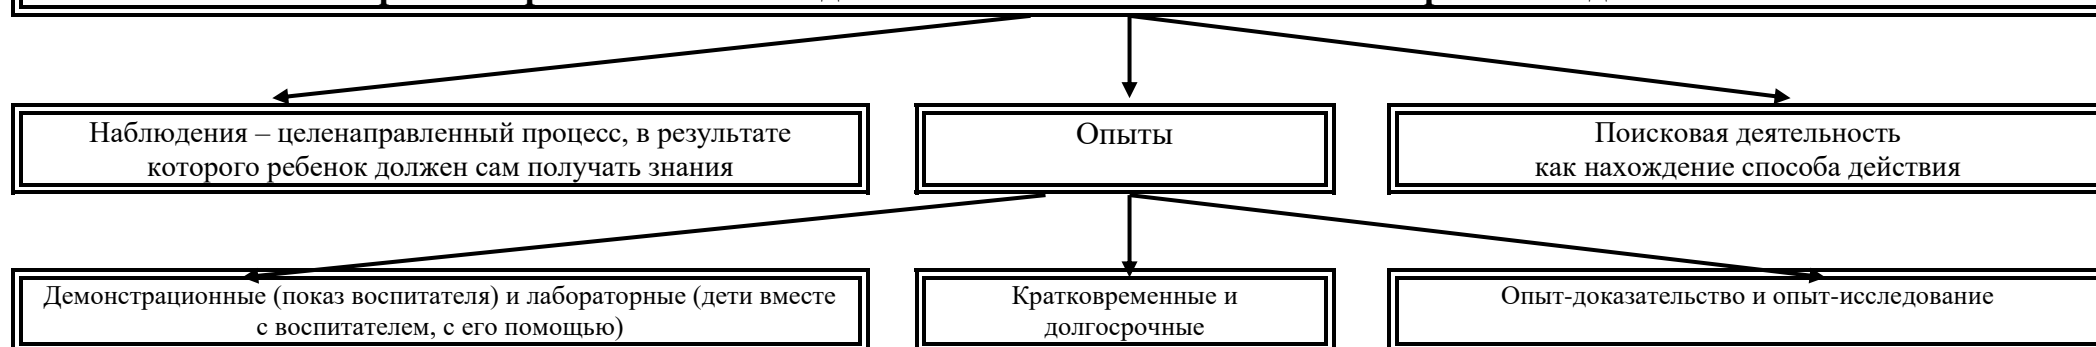 Наблюдения – целенаправленный процесс, в результате
которого ребенок должен сам получать знания
Опыты
Поисковая деятельность
как нахождение способа действия
Демонстрационные (показ воспитателя) и лабораторные (дети вместе
с воспитателем, с его помощью)
Кратковременные и
долгосрочные
Опыт-доказательство и опыт-исследование